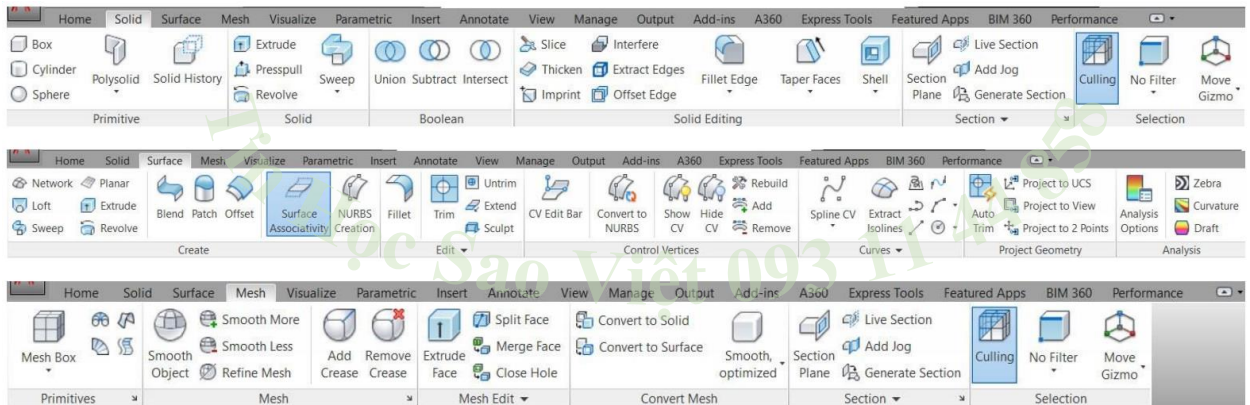 Home Solid Surface Mesh Visualize Parametric Insert Annotate View Manage Output Add-ins A360 Express Tools Featured Apps BIM 360 Performance
Box Extrude Slice Interfere Live Section
Cylinder Presspull Thicken Extract Edges Add Jog
Sphere Revolve Imprint Offset Edge Generate Section
Polysolid Solid History Sweep Union Subtract Intersect Fillet Edge Taper Faces Shell Section Plane Culling No Filter Move Gizmo
Primitive Solid Boolean Solid Editing Section Selection
Home Solid Surface Mesh Visualize Parametric Insert Annotate View Manage Output Add-ins A360 Express Tools Featured Apps BIM 360 Performance
Network Planar Untrim Rebuild Project to UCS Zebra
Loft Extrude Extend Add Project to View Curvature
Sweep Revolve Sculpt Remove Project to 2 Points Draft
Blend Patch Offset Surface Associativity NURBS Creation Fillet Trim CV Edit Bar Convert to NURBS Show CV Hide CV Spline CV Extract Isolines Auto Trim Analysis Options
Create Edit Control Vertices Curves Project Geometry Analysis
Home Solid Surface Mesh Visualize Parametric Insert Annotate View Manage Output Add-ins A360 Express Tools Featured Apps BIM 360 Performance
Smooth More Split Face Convert to Solid Live Section
Smooth Less Merge Face Convert to Surface Add Jog
Refine Mesh Close Hole Generate Section
Mesh Box Smooth Object Add Crease Remove Crease Extrude Face Smooth, optimized Section Plane Culling No Filter Move Gizmo
Primitives Mesh Mesh Edit Convert Mesh Section Selection
Tin Học Sao Việt 093 11 44 858